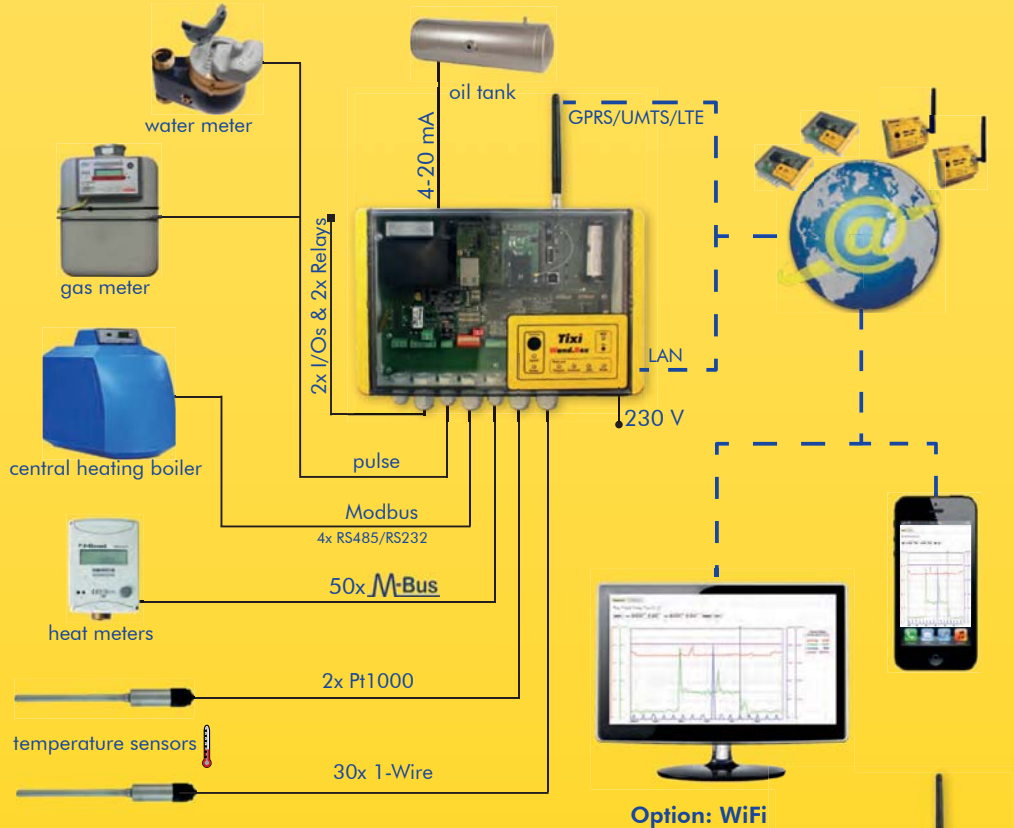 oil tank
GPRS/UMTS/LTE
water meter
4-20 mA
gas meter
2x I/Os & 2x Relays
Tixi
Wand.Box
@
LAN
230 V
central heating boiler
pulse
Modbus
4x RS485/RS232
50x M-Bus
heat meters
2x Pt1000
temperature sensors
30x 1-Wire
Option: WiFi